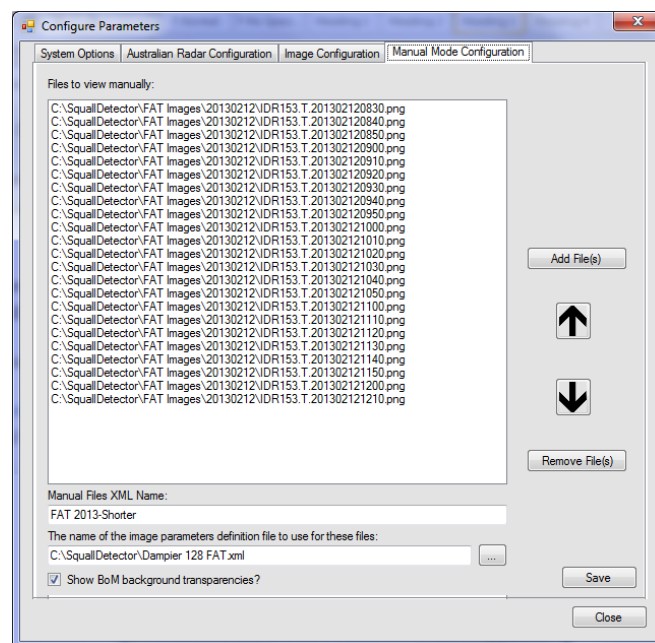 Configure Parameters
System Options Australian Radar Configuration Image Configuration Manual Mode Configuration
Files to view manually:
C:\SquallDetector\FAT Images\20130212\IDR153.T.201302120830.png
C:\SquallDetector\FAT Images\20130212\IDR153.T.201302120840.png
C:\SquallDetector\FAT Images\20130212\IDR153.T.201302120850.png
C:\SquallDetector\FAT Images\20130212\IDR153.T.201302120900.png
C:\SquallDetector\FAT Images\20130212\IDR153.T.201302120910.png
C:\SquallDetector\FAT Images\20130212\IDR153.T.201302120920.png
C:\SquallDetector\FAT Images\20130212\IDR153.T.201302120930.png
C:\SquallDetector\FAT Images\20130212\IDR153.T.201302120940.png
C:\SquallDetector\FAT Images\20130212\IDR153.T.201302120950.png
C:\SquallDetector\FAT Images\20130212\IDR153.T.201302121000.png
C:\SquallDetector\FAT Images\20130212\IDR153.T.201302121010.png
C:\SquallDetector\FAT Images\20130212\IDR153.T.201302121020.png
C:\SquallDetector\FAT Images\20130212\IDR153.T.201302121030.png
C:\SquallDetector\FAT Images\20130212\IDR153.T.201302121040.png
C:\SquallDetector\FAT Images\20130212\IDR153.T.201302121050.png
C:\SquallDetector\FAT Images\20130212\IDR153.T.201302121100.png
C:\SquallDetector\FAT Images\20130212\IDR153.T.201302121110.png
C:\SquallDetector\FAT Images\20130212\IDR153.T.201302121120.png
C:\SquallDetector\FAT Images\20130212\IDR153.T.201302121130.png
C:\SquallDetector\FAT Images\20130212\IDR153.T.201302121140.png
C:\SquallDetector\FAT Images\20130212\IDR153.T.201302121150.png
C:\SquallDetector\FAT Images\20130212\IDR153.T.201302121200.png
C:\SquallDetector\FAT Images\20130212\IDR153.T.201302121210.png
Add File(s)
Remove File(s)
Manual Files XML Name:
FAT 2013-Shorter
The name of the image parameters definition file to use for these files:
C:\SquallDetector\Dampier 128 FAT.xml
...
Show BoM background transparencies?
Save
Close